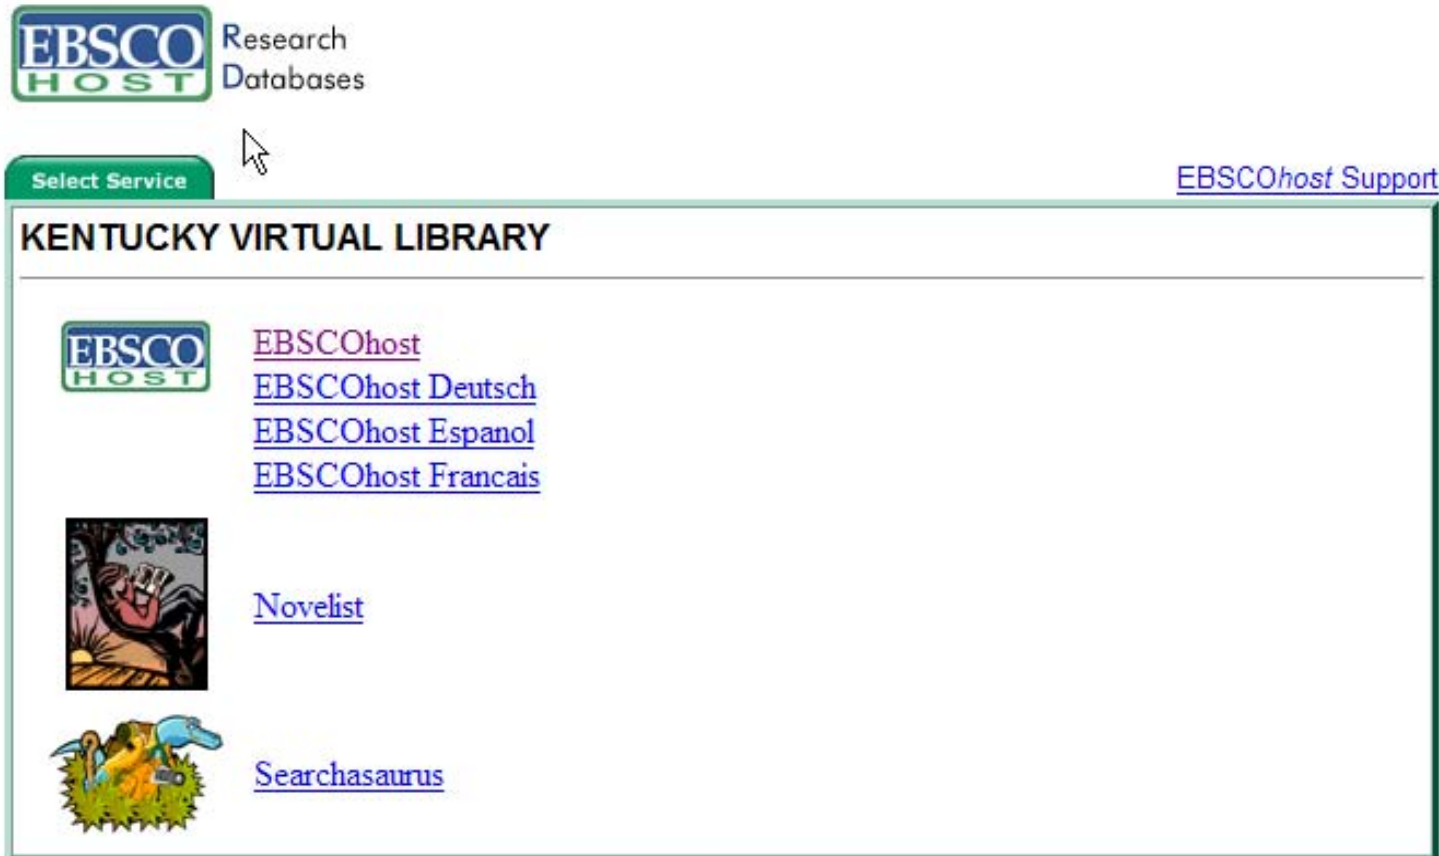 EBSCO
HOST
Research
Databases
Select Service
EBSCOhost Support
KENTUCKY VIRTUAL LIBRARY
EBSCO
HOST
EBSCOhost
EBSCOhost Deutsch
EBSCOhost Espanol
EBSCOhost Francais
Novelist
Searchasaurus